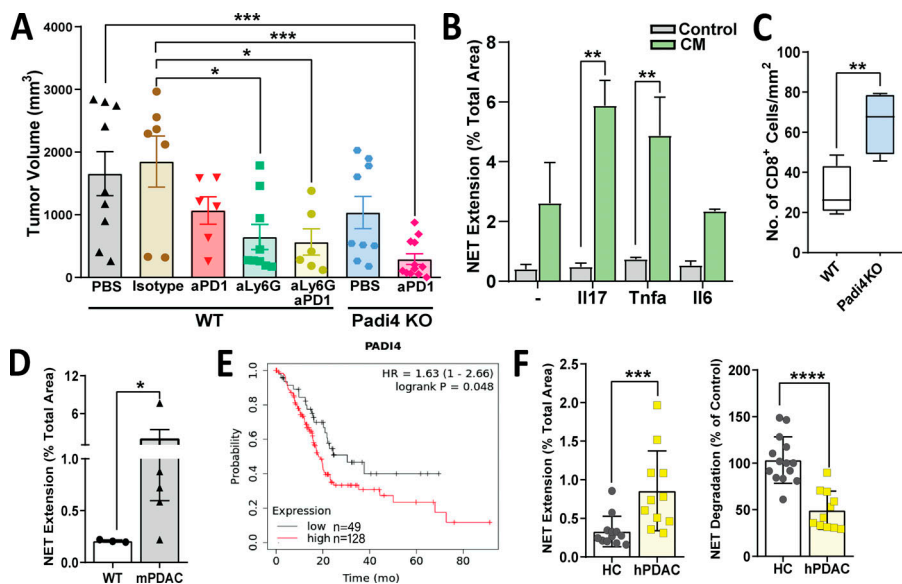 A
Tumor Volume (mm³)
3000
2000
1000
0
***
***
*
*
PBS
Isotype
aPD1
aLy6G
aLy6G
aPD1
PBS
aPD1
WT
Padi4 KO
B
NET Extension (% Total Area)
8
6
4
2
0
Control
CM
**
**
-
Il17
Tnfa
Il6
C
No. of CD8⁺ Cells/mm²
100
80
60
40
20
0
**
WT
Padi4KO
D
NET Extension (% Total Area)
12
6
1.0
0.5
0.0
*
WT
mPDAC
E
PADI4
HR = 1.63 (1 - 2.66)
logrank P = 0.048
Probability
1.0
0.8
0.6
0.4
0.2
0.0
Expression
low n=49
high n=128
0
20
40
60
80
Time (mo)
F
NET Extension (% Total Area)
2.5
2.0
1.5
1.0
0.5
0.0
***
HC
hPDAC
NET Degradation (% of Control)
200
150
100
50
0
****
HC
hPDAC